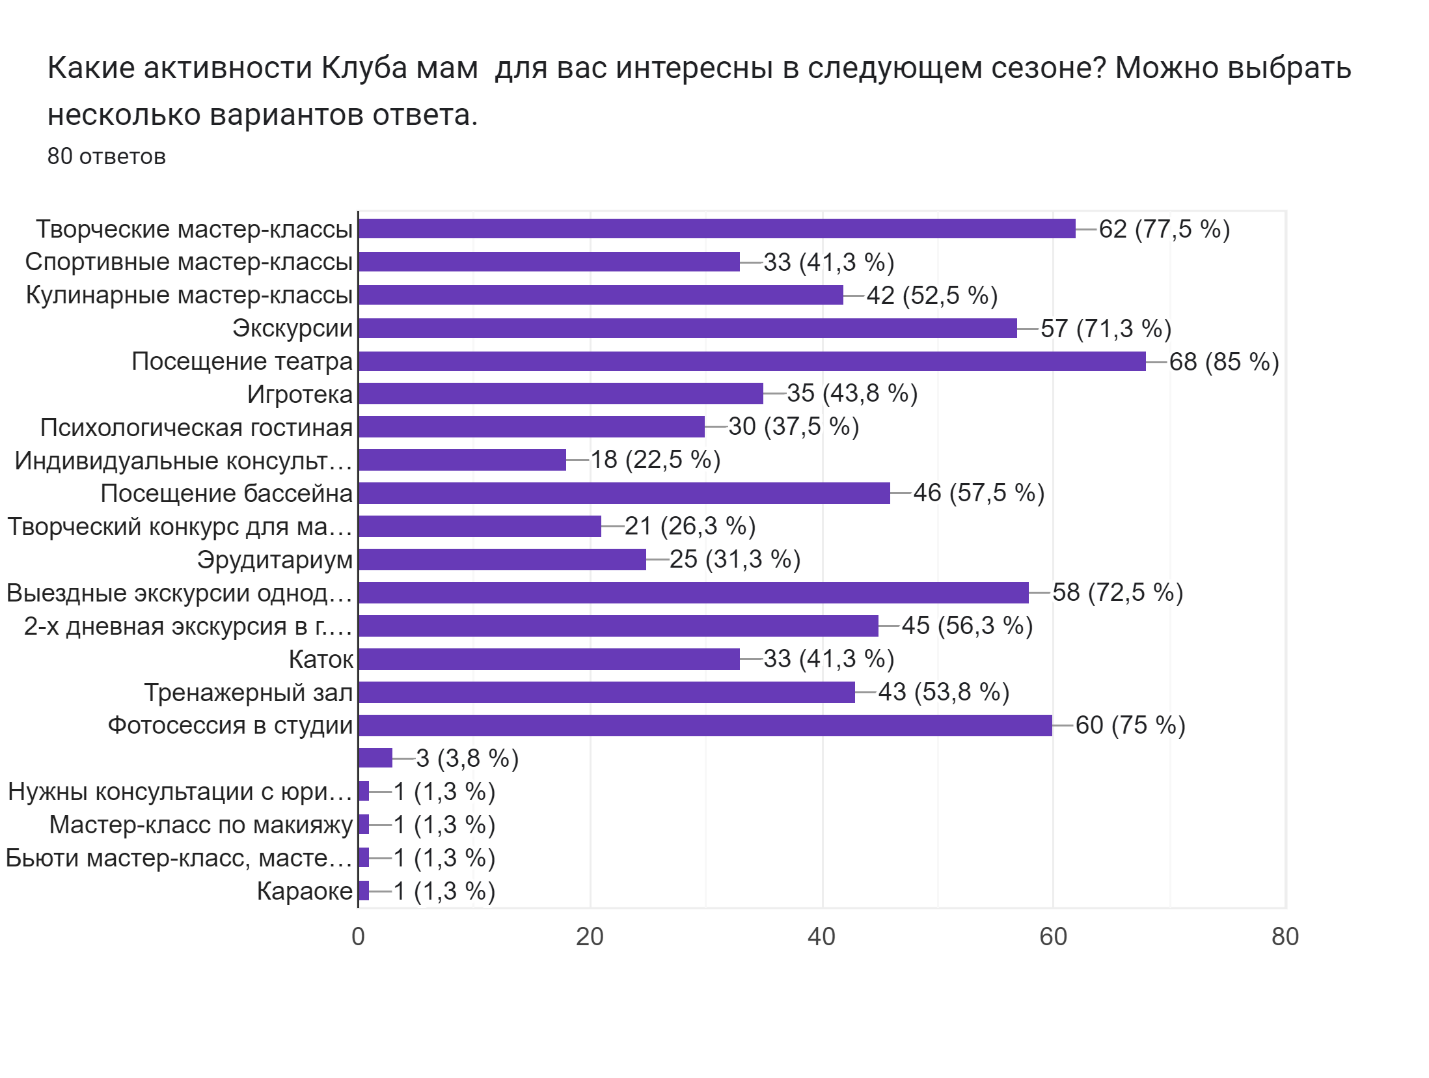 Какие активности Клуба мам  для вас интересны в следующем сезоне? Можно выбрать
несколько вариантов ответа.
80 ответов
Творческие мастер-классы 62 (77,5 %)
Спортивные мастер-классы 33 (41,3 %)
Кулинарные мастер-классы 42 (52,5 %)
Экскурсии 57 (71,3 %)
Посещение театра 68 (85 %)
Игротека 35 (43,8 %)
Психологическая гостиная 30 (37,5 %)
Индивидуальные консульт… 18 (22,5 %)
Посещение бассейна 46 (57,5 %)
Творческий конкурс для ма… 21 (26,3 %)
Эрудитариум 25 (31,3 %)
Выездные экскурсии однод… 58 (72,5 %)
2-х дневная экскурсия в г.… 45 (56,3 %)
Каток 33 (41,3 %)
Тренажерный зал 43 (53,8 %)
Фотосессия в студии 60 (75 %)
3 (3,8 %)
Нужны консультации с юри… 1 (1,3 %)
Мастер-класс по макияжу 1 (1,3 %)
Бьюти мастер-класс, масте… 1 (1,3 %)
Караоке 1 (1,3 %)
0 20 40 60 80